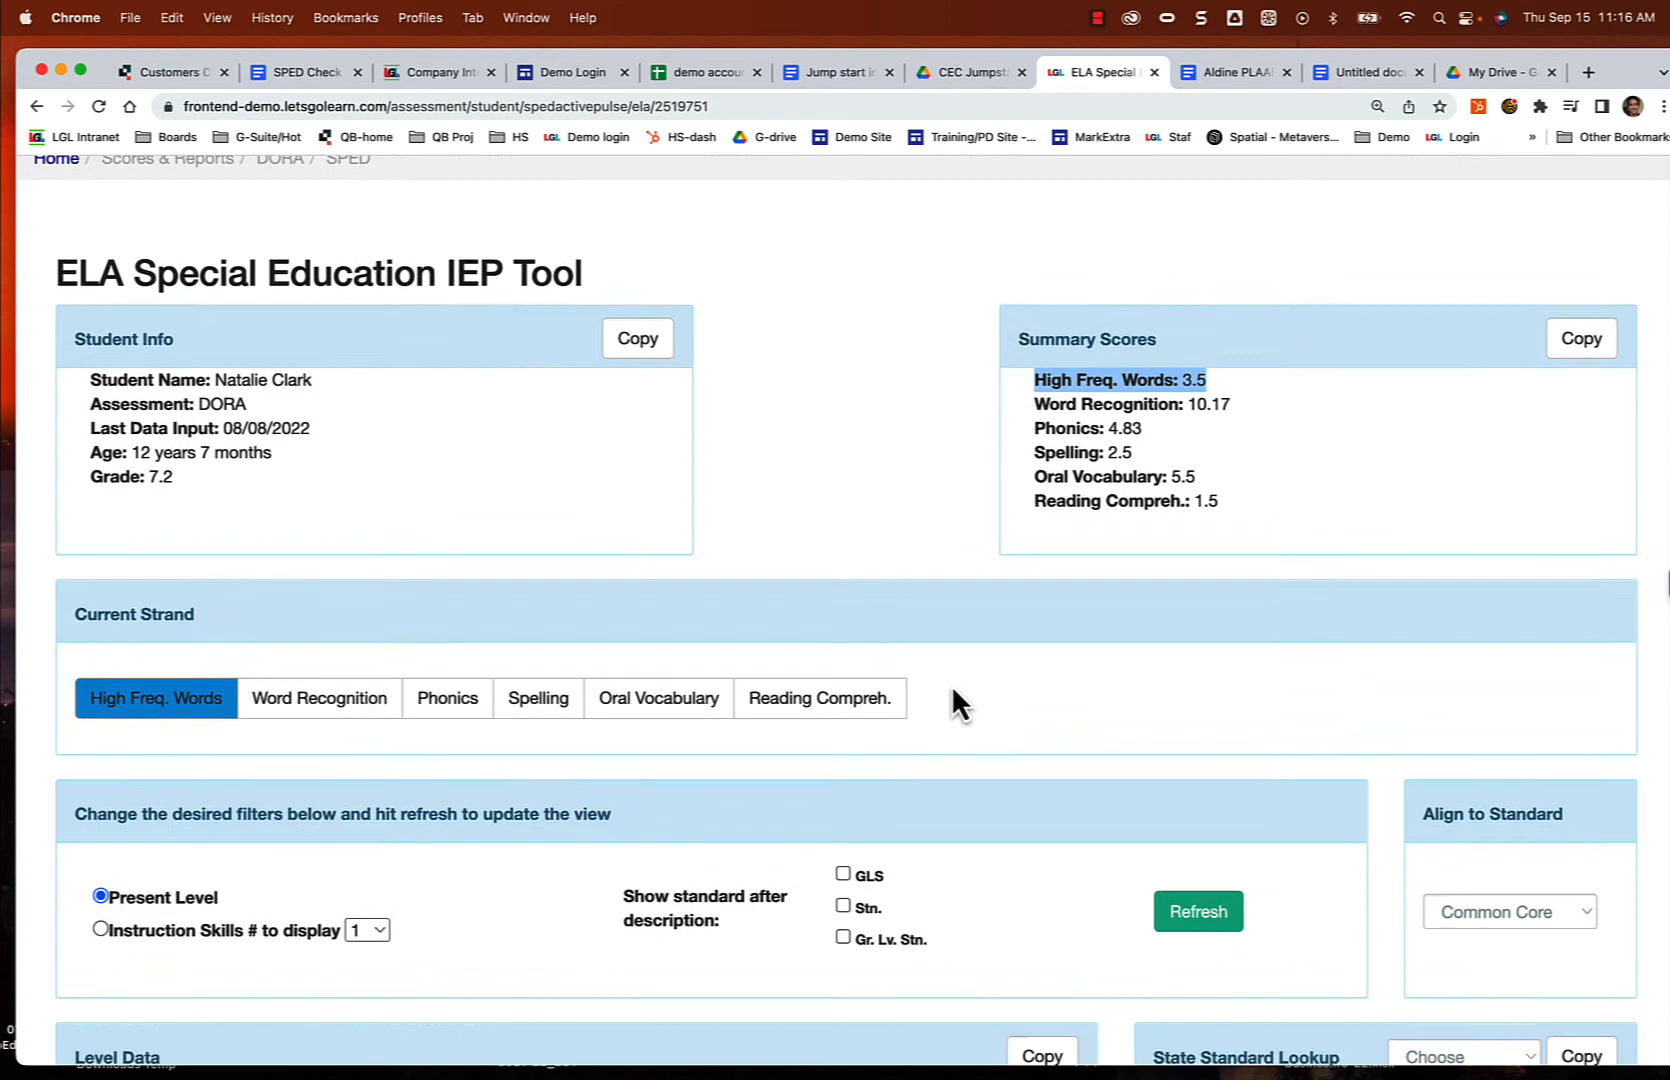 Chrome File Edit View History Bookmarks Profiles Tab Window Help Thu Sep 15 11:16 AM
Customers C SPED Check Company Int Demo Login demo accou Jump start i CEC Jumpst ELA Special Aldine PLAA Untitled doc My Drive - G
frontend-demo.letsgolearn.com/assessment/student/spedactivepulse/ela/2519751
LGL Intranet Boards G-Suite/Hot QB-home QB Proj HS Demo login HS-dash G-drive Demo Site Training/PD Site -... MarkExtra LGL Staf Spatial - Metavers... Demo Login » Other Bookmarks
Home / Scores & Reports / DORA / SPED
ELA Special Education IEP Tool
Student Info Copy
Student Name: Natalie Clark
Assessment: DORA
Last Data Input: 08/08/2022
Age: 12 years 7 months
Grade: 7.2
Summary Scores Copy
High Freq. Words: 3.5
Word Recognition: 10.17
Phonics: 4.83
Spelling: 2.5
Oral Vocabulary: 5.5
Reading Compreh.: 1.5
Current Strand
High Freq. Words Word Recognition Phonics Spelling Oral Vocabulary Reading Compreh.
Change the desired filters below and hit refresh to update the view
Present Level
Instruction Skills # to display 1
Show standard after
description:
GLS
Stn.
Gr. Lv. Stn.
Refresh
Align to Standard
Common Core
Level Data Copy
State Standard Lookup Choose Copy